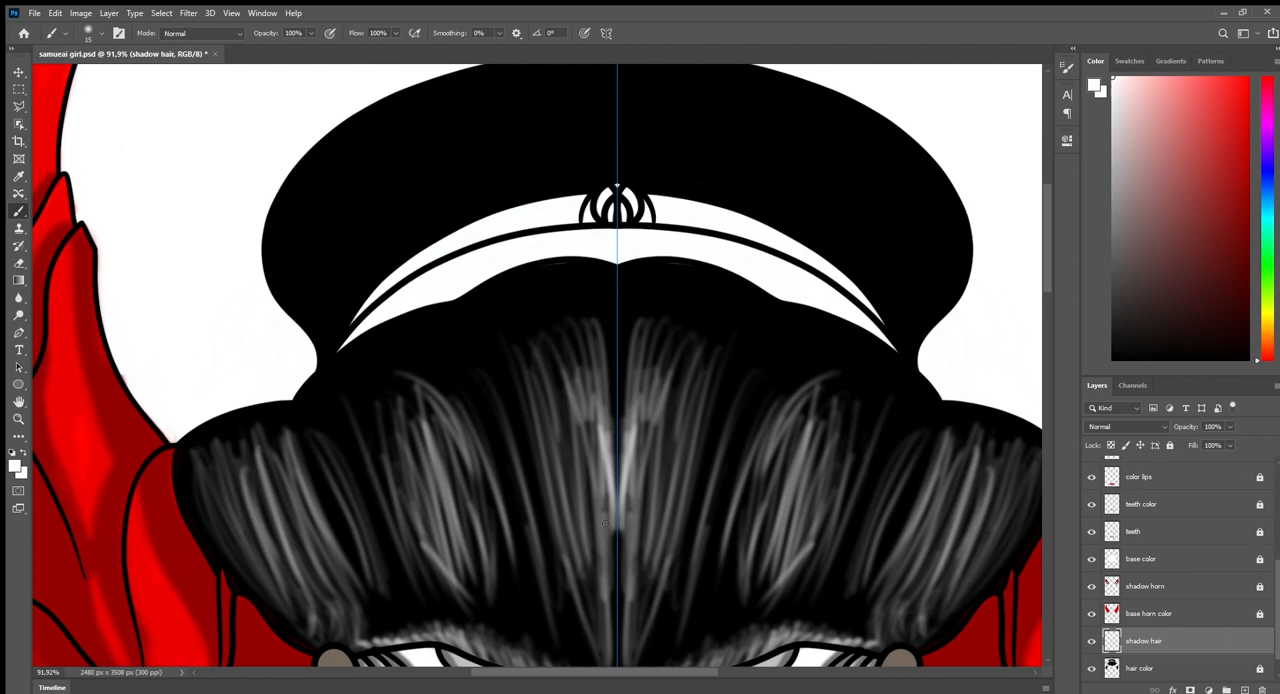 Ps File Edit Image Layer Type Select Filter 3D View Window Help
15 Mode: Normal Opacity: 100% Flow: 100% Smoothing: 0% 0°
samueai girl.psd @ 91,9% (shadow hair, RGB/8) * ×
Color Swatches Gradients Patterns
Layers Channels
Kind
Normal Opacity: 100%
Lock: Fill: 100%
color lips
teeth color
teeth
base color
shadow horn
base horn color
shadow hair
hair color
91,92% 2480 px x 3508 px (300 ppi)
Timeline